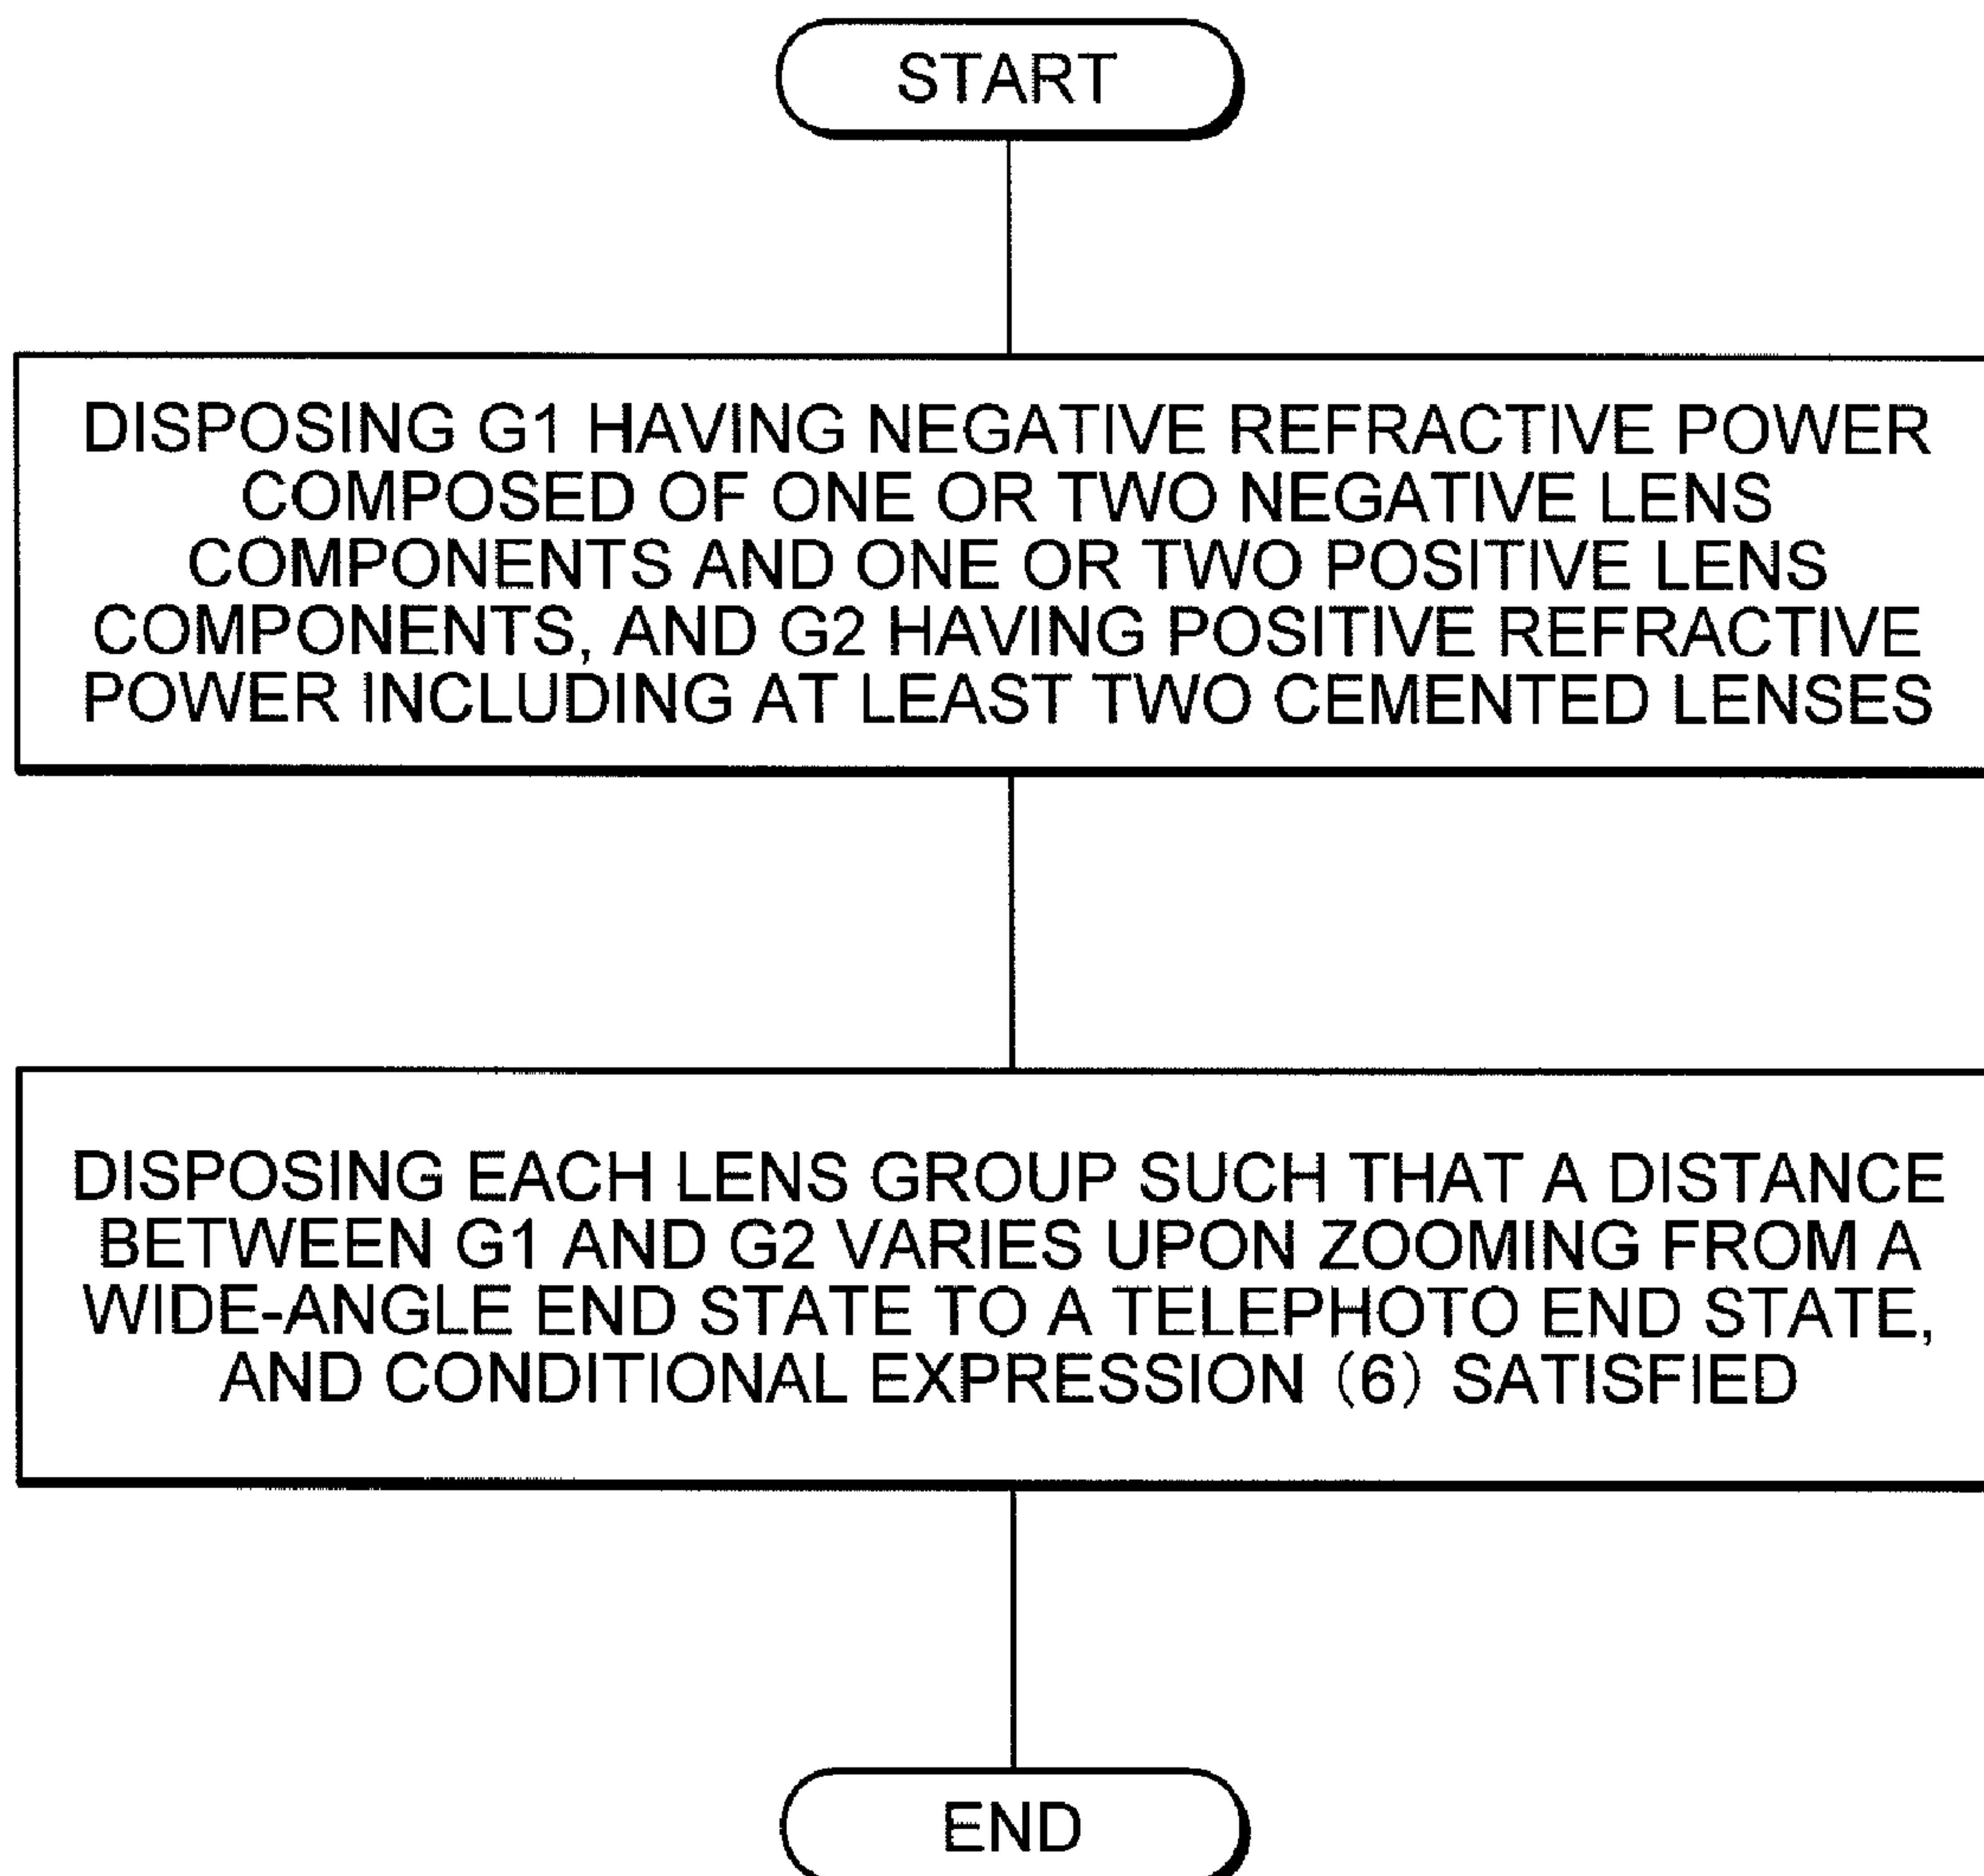 START
DISPOSING G1 HAVING NEGATIVE REFRACTIVE POWER
COMPOSED OF ONE OR TWO NEGATIVE LENS
COMPONENTS AND ONE OR TWO POSITIVE LENS
COMPONENTS, AND G2 HAVING POSITIVE REFRACTIVE
POWER INCLUDING AT LEAST TWO CEMENTED LENSES
DISPOSING EACH LENS GROUP SUCH THAT A DISTANCE
BETWEEN G1 AND G2 VARIES UPON ZOOMING FROM A
WIDE-ANGLE END STATE TO A TELEPHOTO END STATE,
AND CONDITIONAL EXPRESSION (6) SATISFIED
END